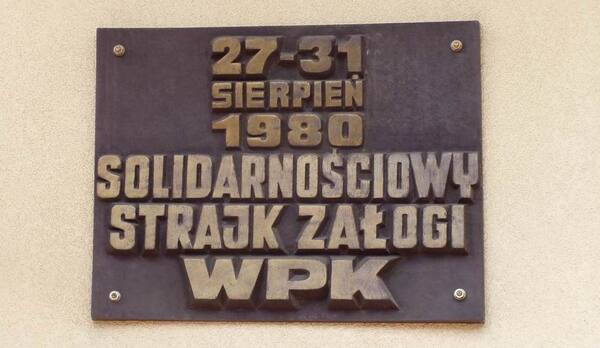 27-31
SIERPIEŃ
1980
SOLIDARNOŚCIOWY
STRAJK ZAŁOGI
WPK